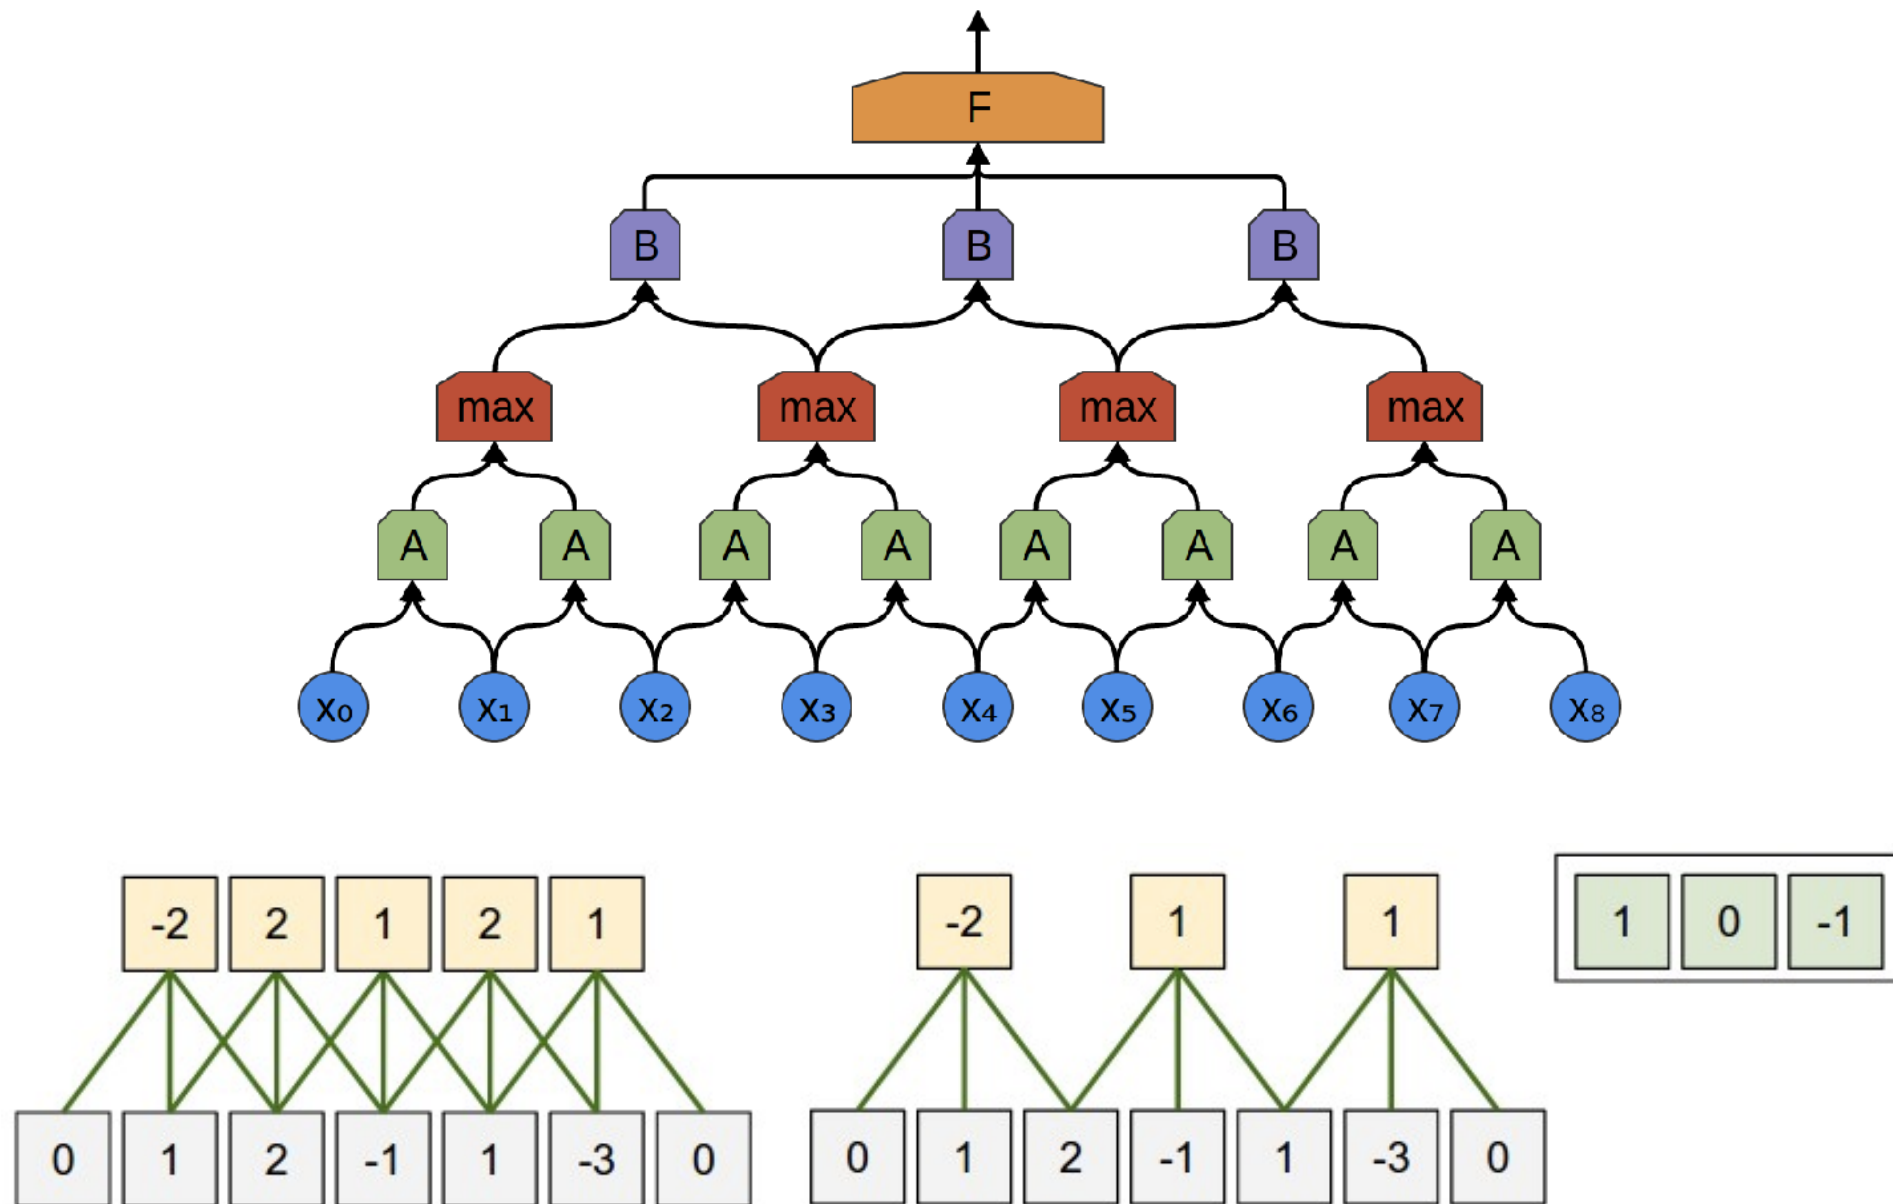 F
B B B
max max max max
A A A A A A A A
x₀ x₁ x₂ x₃ x₄ x₅ x₆ x₇ x₈
-2 2 1 2 1
0 1 2 -1 1 -3 0
-2 1 1
0 1 2 -1 1 -3 0
1 0 -1